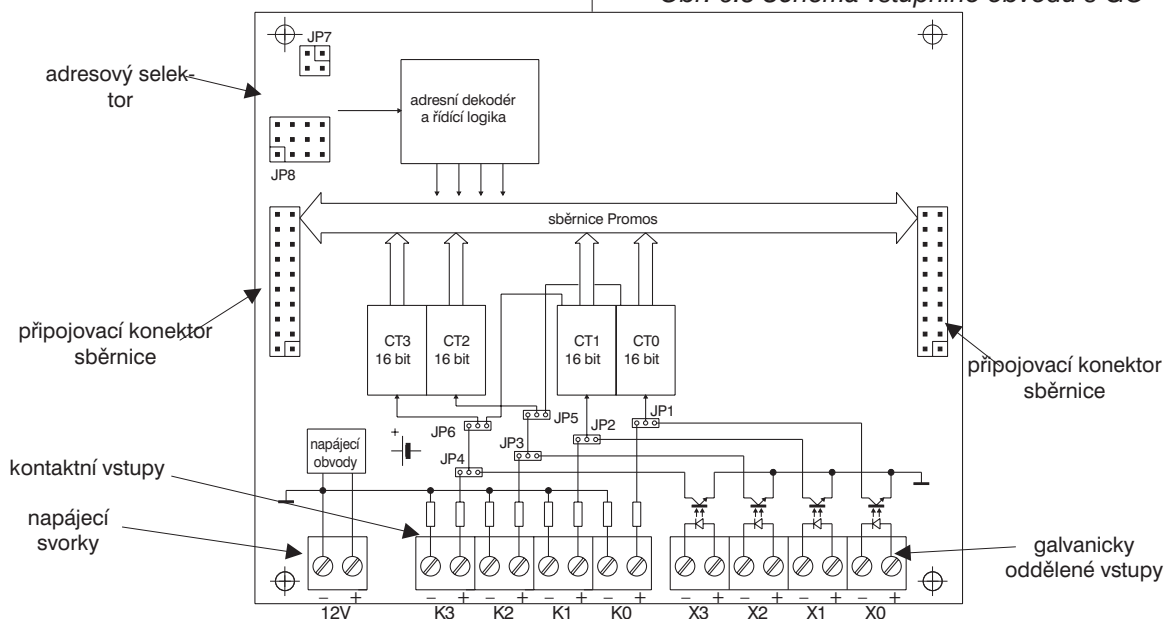 Obr. 6.3 Schéma vstupního obvodu s GO
JP7
adresový selek-
tor
adresní dekodér
a řídící logika
JP8
sběrnice Promos
CT3
16 bit
CT2
16 bit
CT1
16 bit
CT0
16 bit
připojovací konektor
sběrnice
připojovací konektor
sběrnice
JP6
JP5
JP2
JP1
JP4
JP3
+
napájecí
obvody
kontaktní vstupy
napájecí
svorky
galvanicky
oddělené vstupy
− + − + − + − + − + − + − + − + − +
12V K3 K2 K1 K0 X3 X2 X1 X0